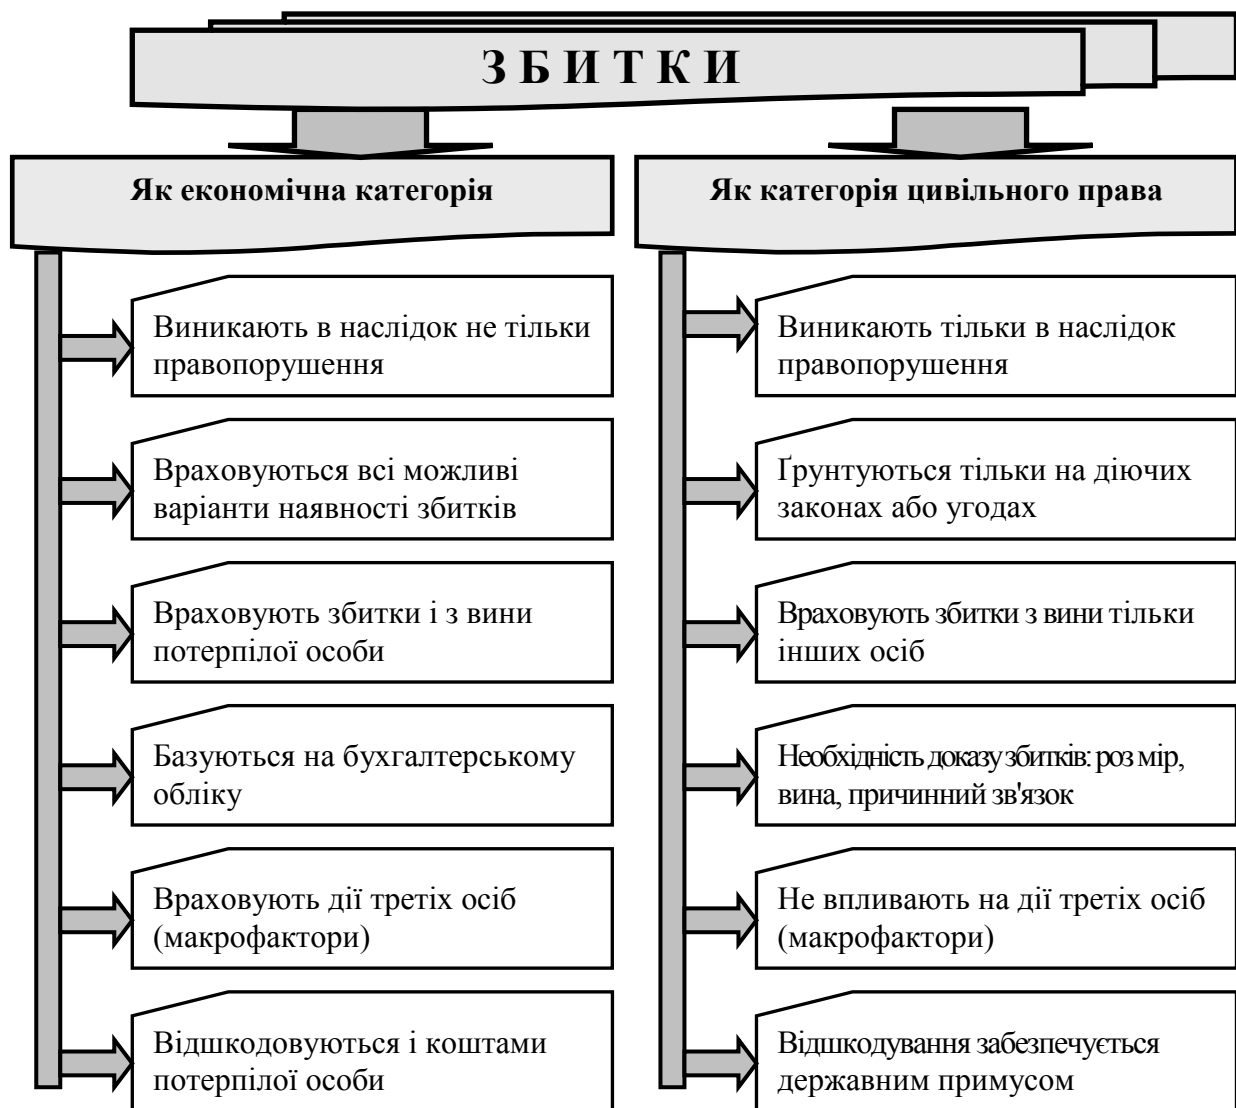 З Б И Т К И
Як економічна категорія
Виникають в наслідок не тільки
правопорушення
Враховуються всі можливі
варіанти наявності збитків
Враховують збитки і з вини
потерпілої особи
Базуються на бухгалтерському
обліку
Враховують дії третіх осіб
(макрофактори)
Відшкодовуються і коштами
потерпілої особи
Як категорія цивільного права
Виникають тільки в наслідок
правопорушення
Ґрунтуються тільки на діючих
законах або угодах
Враховують збитки з вини тільки
інших осіб
Необхідність доказу збитків: роз мір,
вина, причинний зв'язок
Не впливають на дії третіх осіб
(макрофактори)
Відшкодування забезпечується
державним примусом